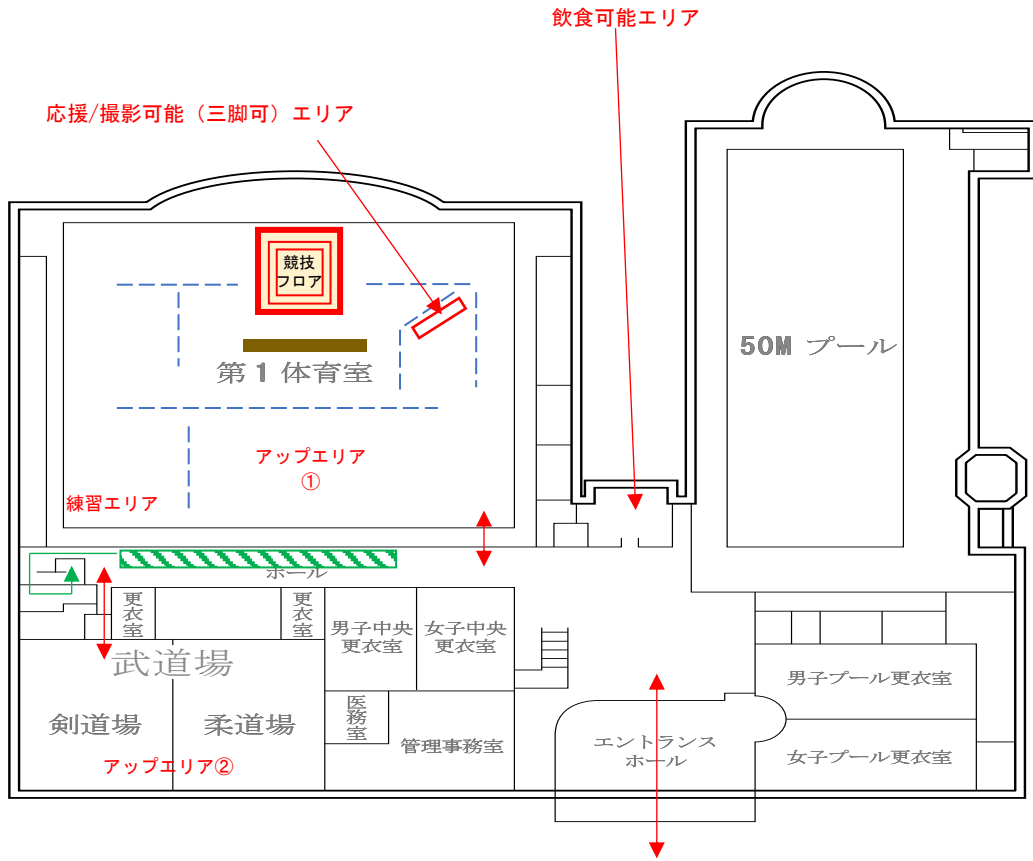 飲食可能エリア
応援/撮影可能（三脚可）エリア
競技
フロア
50M プール
第１体育室
アップエリア
①
練習エリア
ホール
更衣室
更衣室
男子中央
更衣室
女子中央
更衣室
武道場
男子プール更衣室
医務室
剣道場
柔道場
管理事務室
エントランス
ホール
女子プール更衣室
アップエリア②